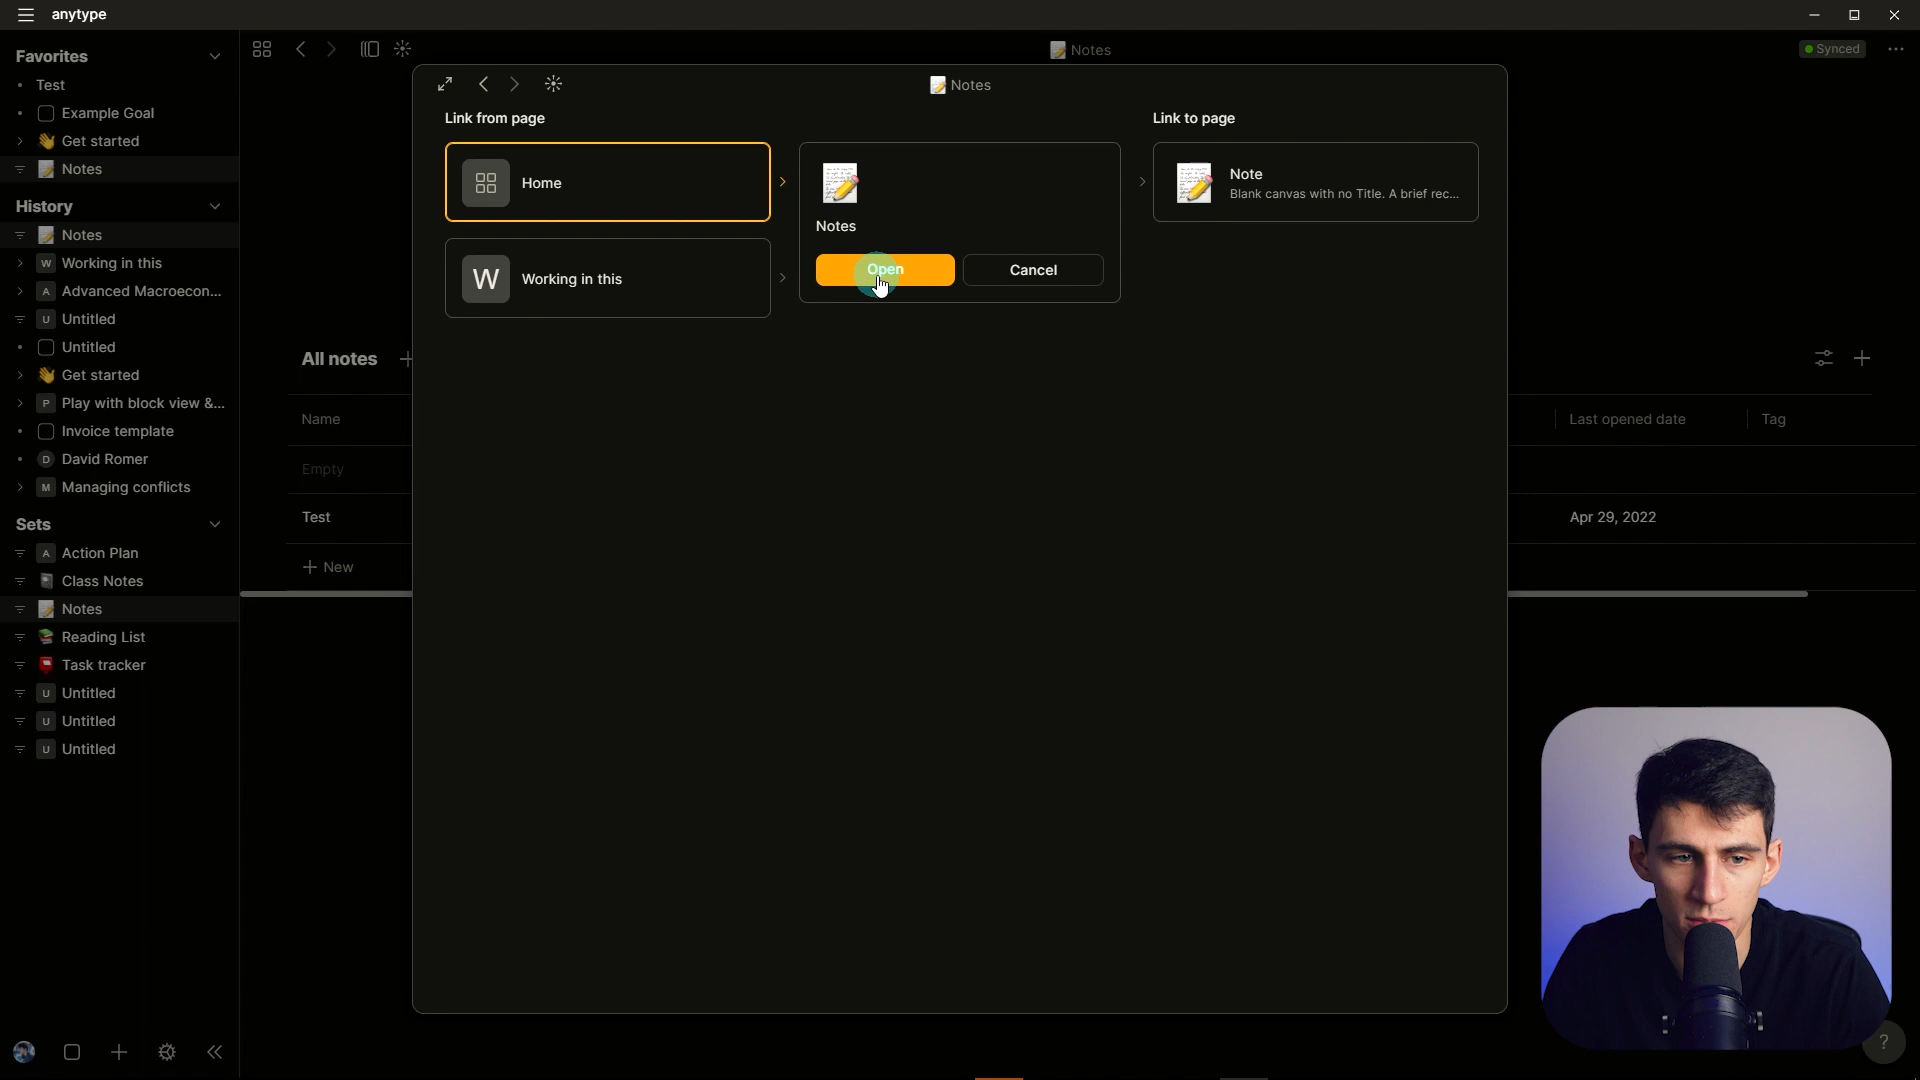 anytype
Favorites
Test
Example Goal
Get started
Notes
History
Notes
W Working in this
A Advanced Macroecon...
U Untitled
Untitled
Get started
P Play with block view &...
Invoice template
D David Romer
M Managing conflicts
Sets
A Action Plan
Class Notes
Notes
Reading List
Task tracker
U Untitled
U Untitled
U Untitled
Notes
Synced
Notes
Link from page
Home
W Working in this
Notes
Open Cancel
Link to page
Note
Blank canvas with no Title. A brief rec...
All notes
Name Last opened date Tag
Empty
Test Apr 29, 2022
+ New
?